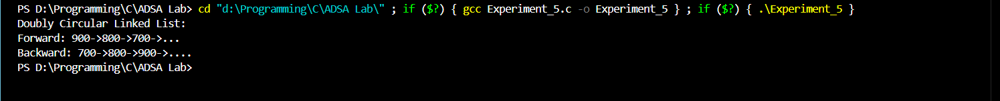 PS D:\Programming\C\ADSA Lab> cd "d:\Programming\C\ADSA Lab\" ; if ($?) { gcc Experiment_5.c -o Experiment_5 } ; if ($?) { .\Experiment_5 }
Doubly Circular Linked List:
Forward: 900->800->700->...
Backward: 700->800->900->....
PS D:\Programming\C\ADSA Lab>